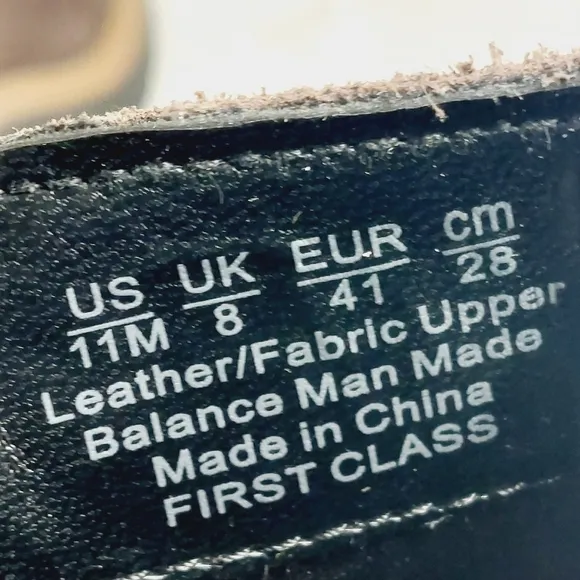 US UK EUR cm
11M 8 41 28
Leather/Fabric Upper
Balance Man Made
Made in China
FIRST CLASS